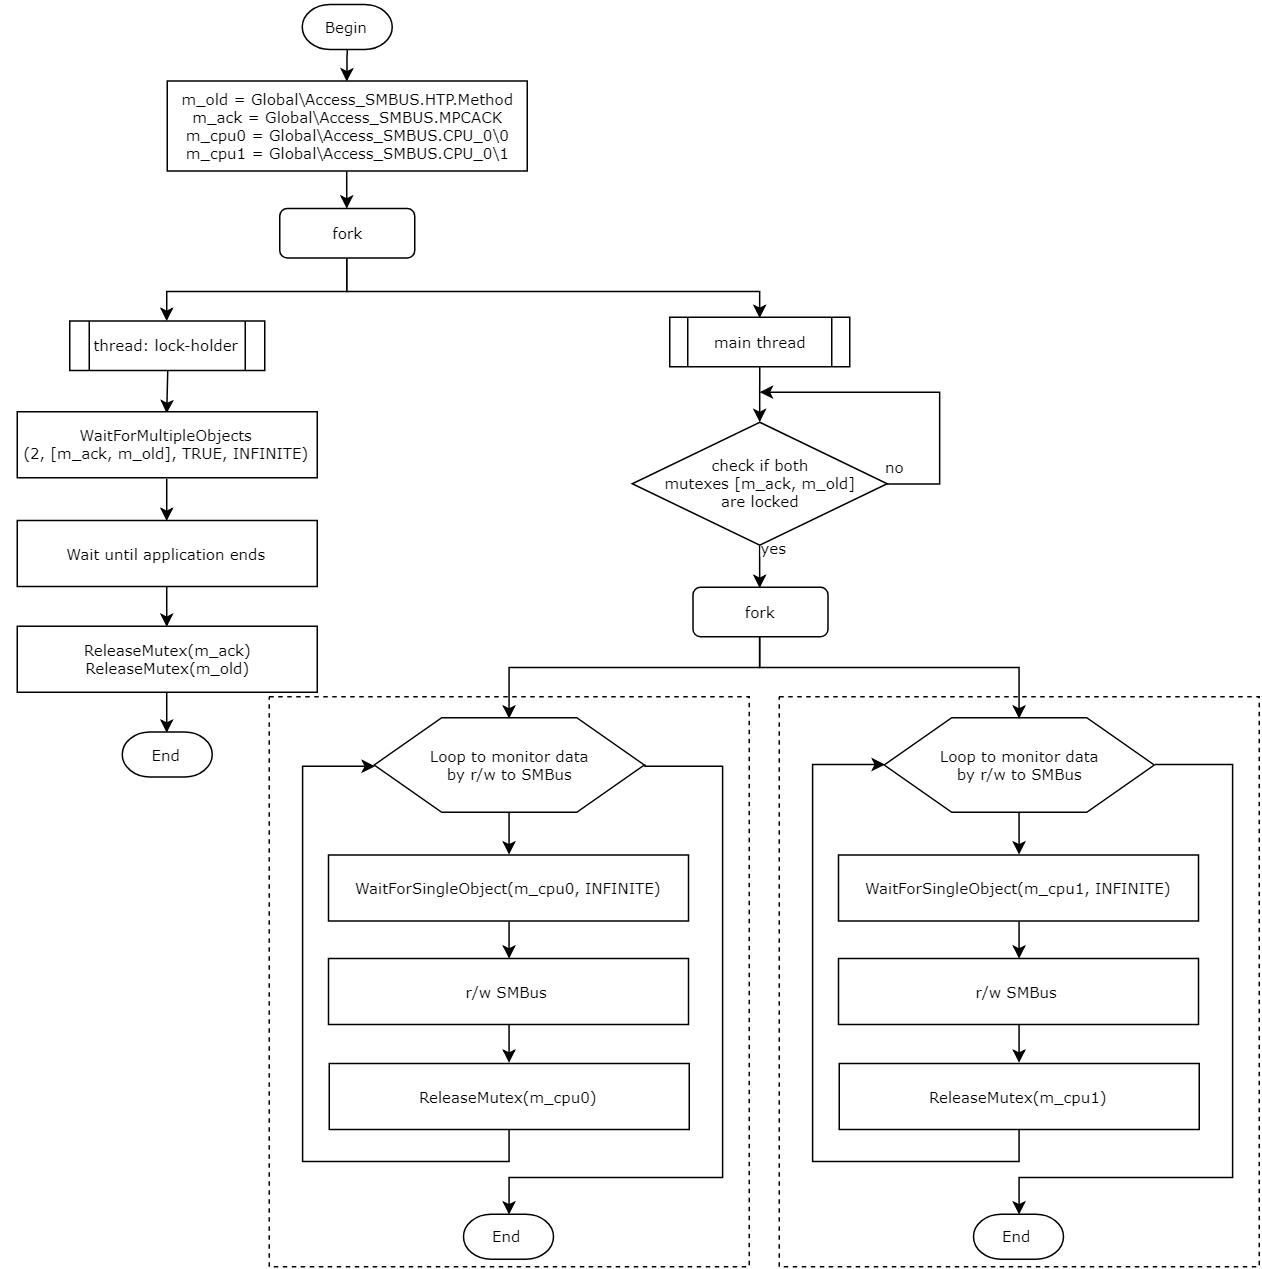 Begin
m_old = Global\Access_SMBUS.HTP.Method
m_ack = Global\Access_SMBUS.MPCACK
m_cpu0 = Global\Access_SMBUS.CPU_0\0
m_cpu1 = Global\Access_SMBUS.CPU_0\1
fork
thread: lock-holder
WaitForMultipleObjects
(2, [m_ack, m_old], TRUE, INFINITE)
Wait until application ends
ReleaseMutex(m_ack)
ReleaseMutex(m_old)
End
main thread
check if both
mutexes [m_ack, m_old]
are locked
no
yes
fork
Loop to monitor data
by r/w to SMBus
WaitForSingleObject(m_cpu0, INFINITE)
r/w SMBus
ReleaseMutex(m_cpu0)
End
Loop to monitor data
by r/w to SMBus
WaitForSingleObject(m_cpu1, INFINITE)
r/w SMBus
ReleaseMutex(m_cpu1)
End